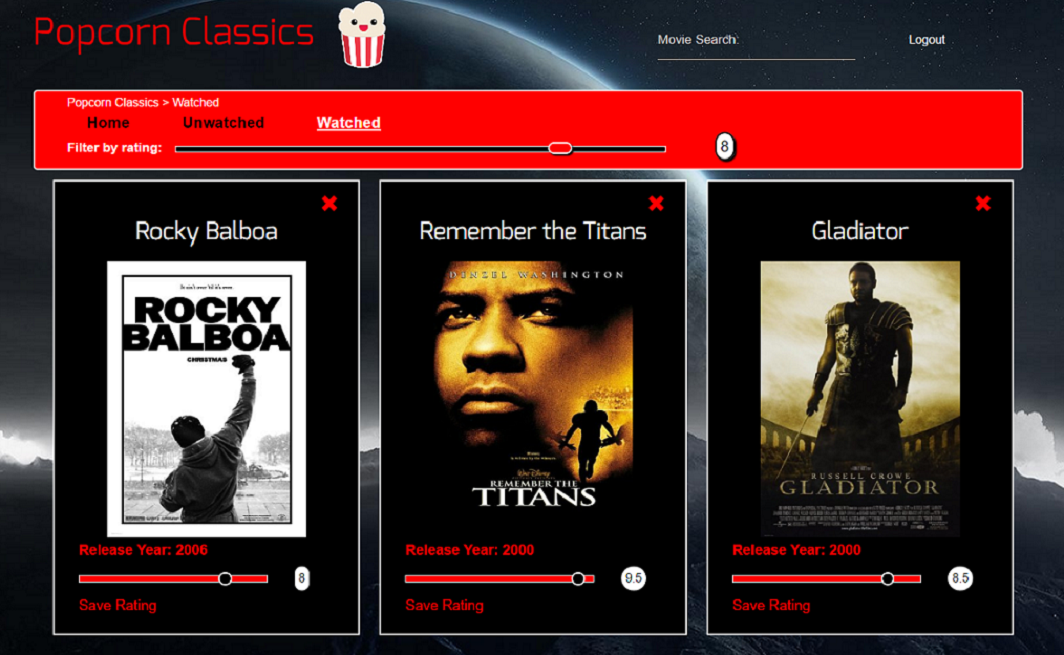 Popcorn Classics
Movie Search:
Logout
Popcorn Classics > Watched
Home Unwatched Watched
Filter by rating: 8
Rocky Balboa
ROCKY
BALBOA
CHRISTMAS
Release Year: 2006
8
Save Rating
Remember the Titans
DENZEL WASHINGTON
Walt Disney
REMEMBER THE
TITANS
Release Year: 2000
9.5
Save Rating
Gladiator
RUSSELL CROWE
GLADIATOR
Release Year: 2000
8.5
Save Rating